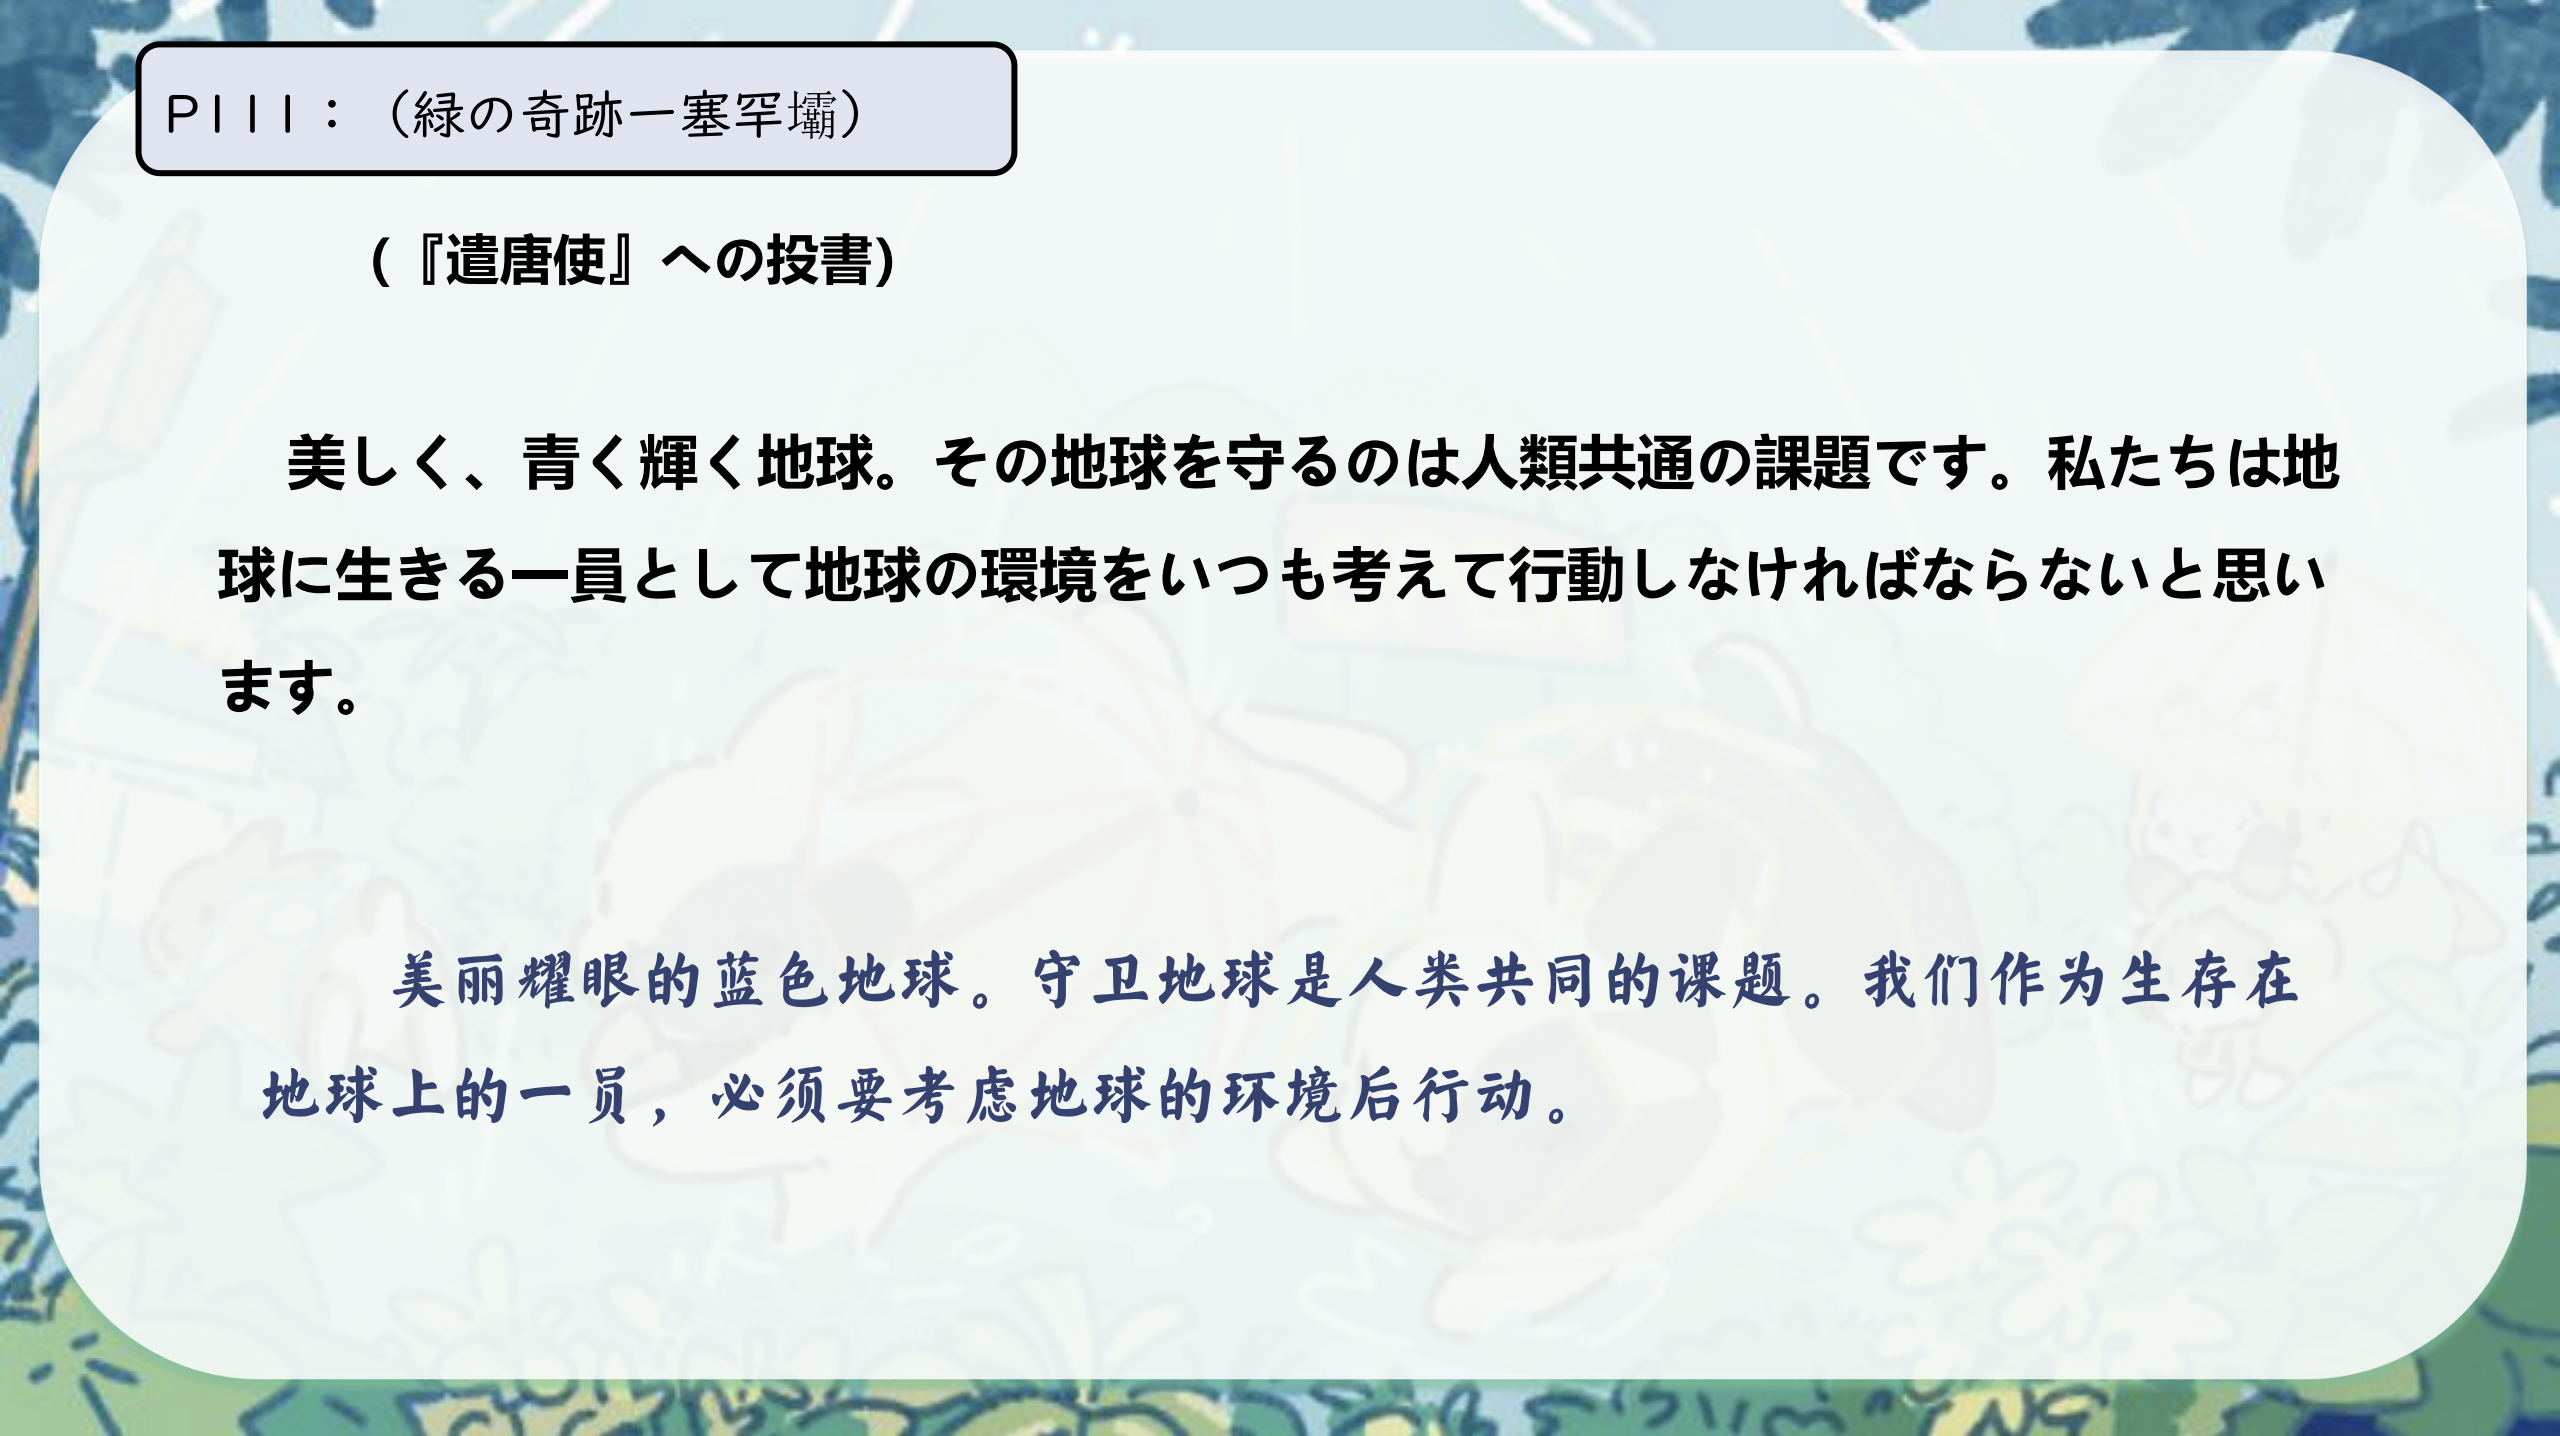 P111：（緑の奇跡一塞罕壩）
(『遣唐使』への投書)
美しく、青く輝く地球。その地球を守るのは人類共通の課題です。私たちは地
球に生きる一員として地球の環境をいつも考えて行動しなければならないと思い
ます。
美丽耀眼的蓝色地球。守卫地球是人类共同的课题。我们作为生存在
地球上的一员，必须要考虑地球的环境后行动。